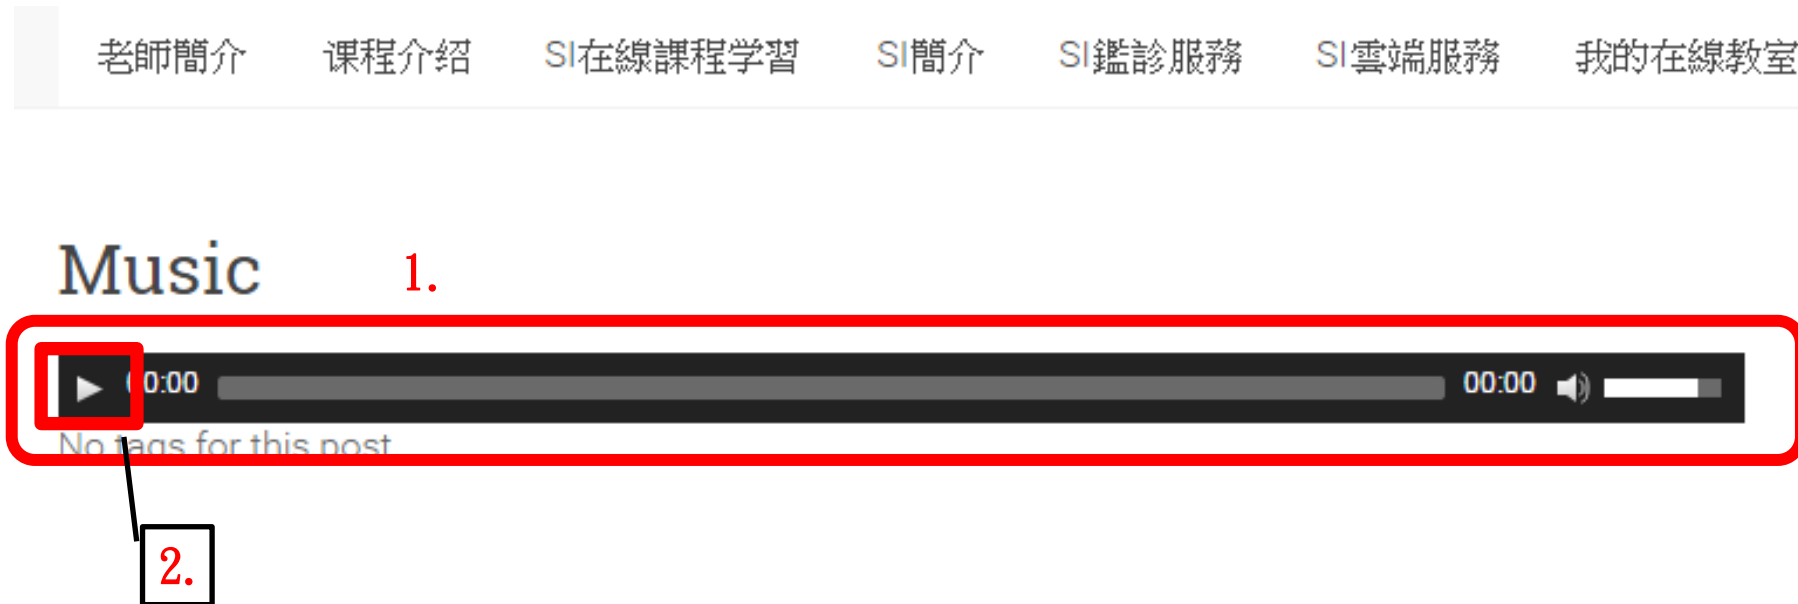 老師簡介 课程介绍 SI在線課程学習 SI簡介 SI鑑診服務 SI雲端服務 我的在線教室
Music 1.
00:00 00:00
No tags for this post
2.